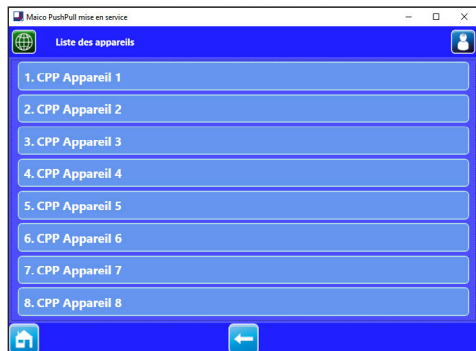 Maico PushPull mise en service
Liste des appareils
1. CPP Appareil 1
2. CPP Appareil 2
3. CPP Appareil 3
4. CPP Appareil 4
5. CPP Appareil 5
6. CPP Appareil 6
7. CPP Appareil 7
8. CPP Appareil 8